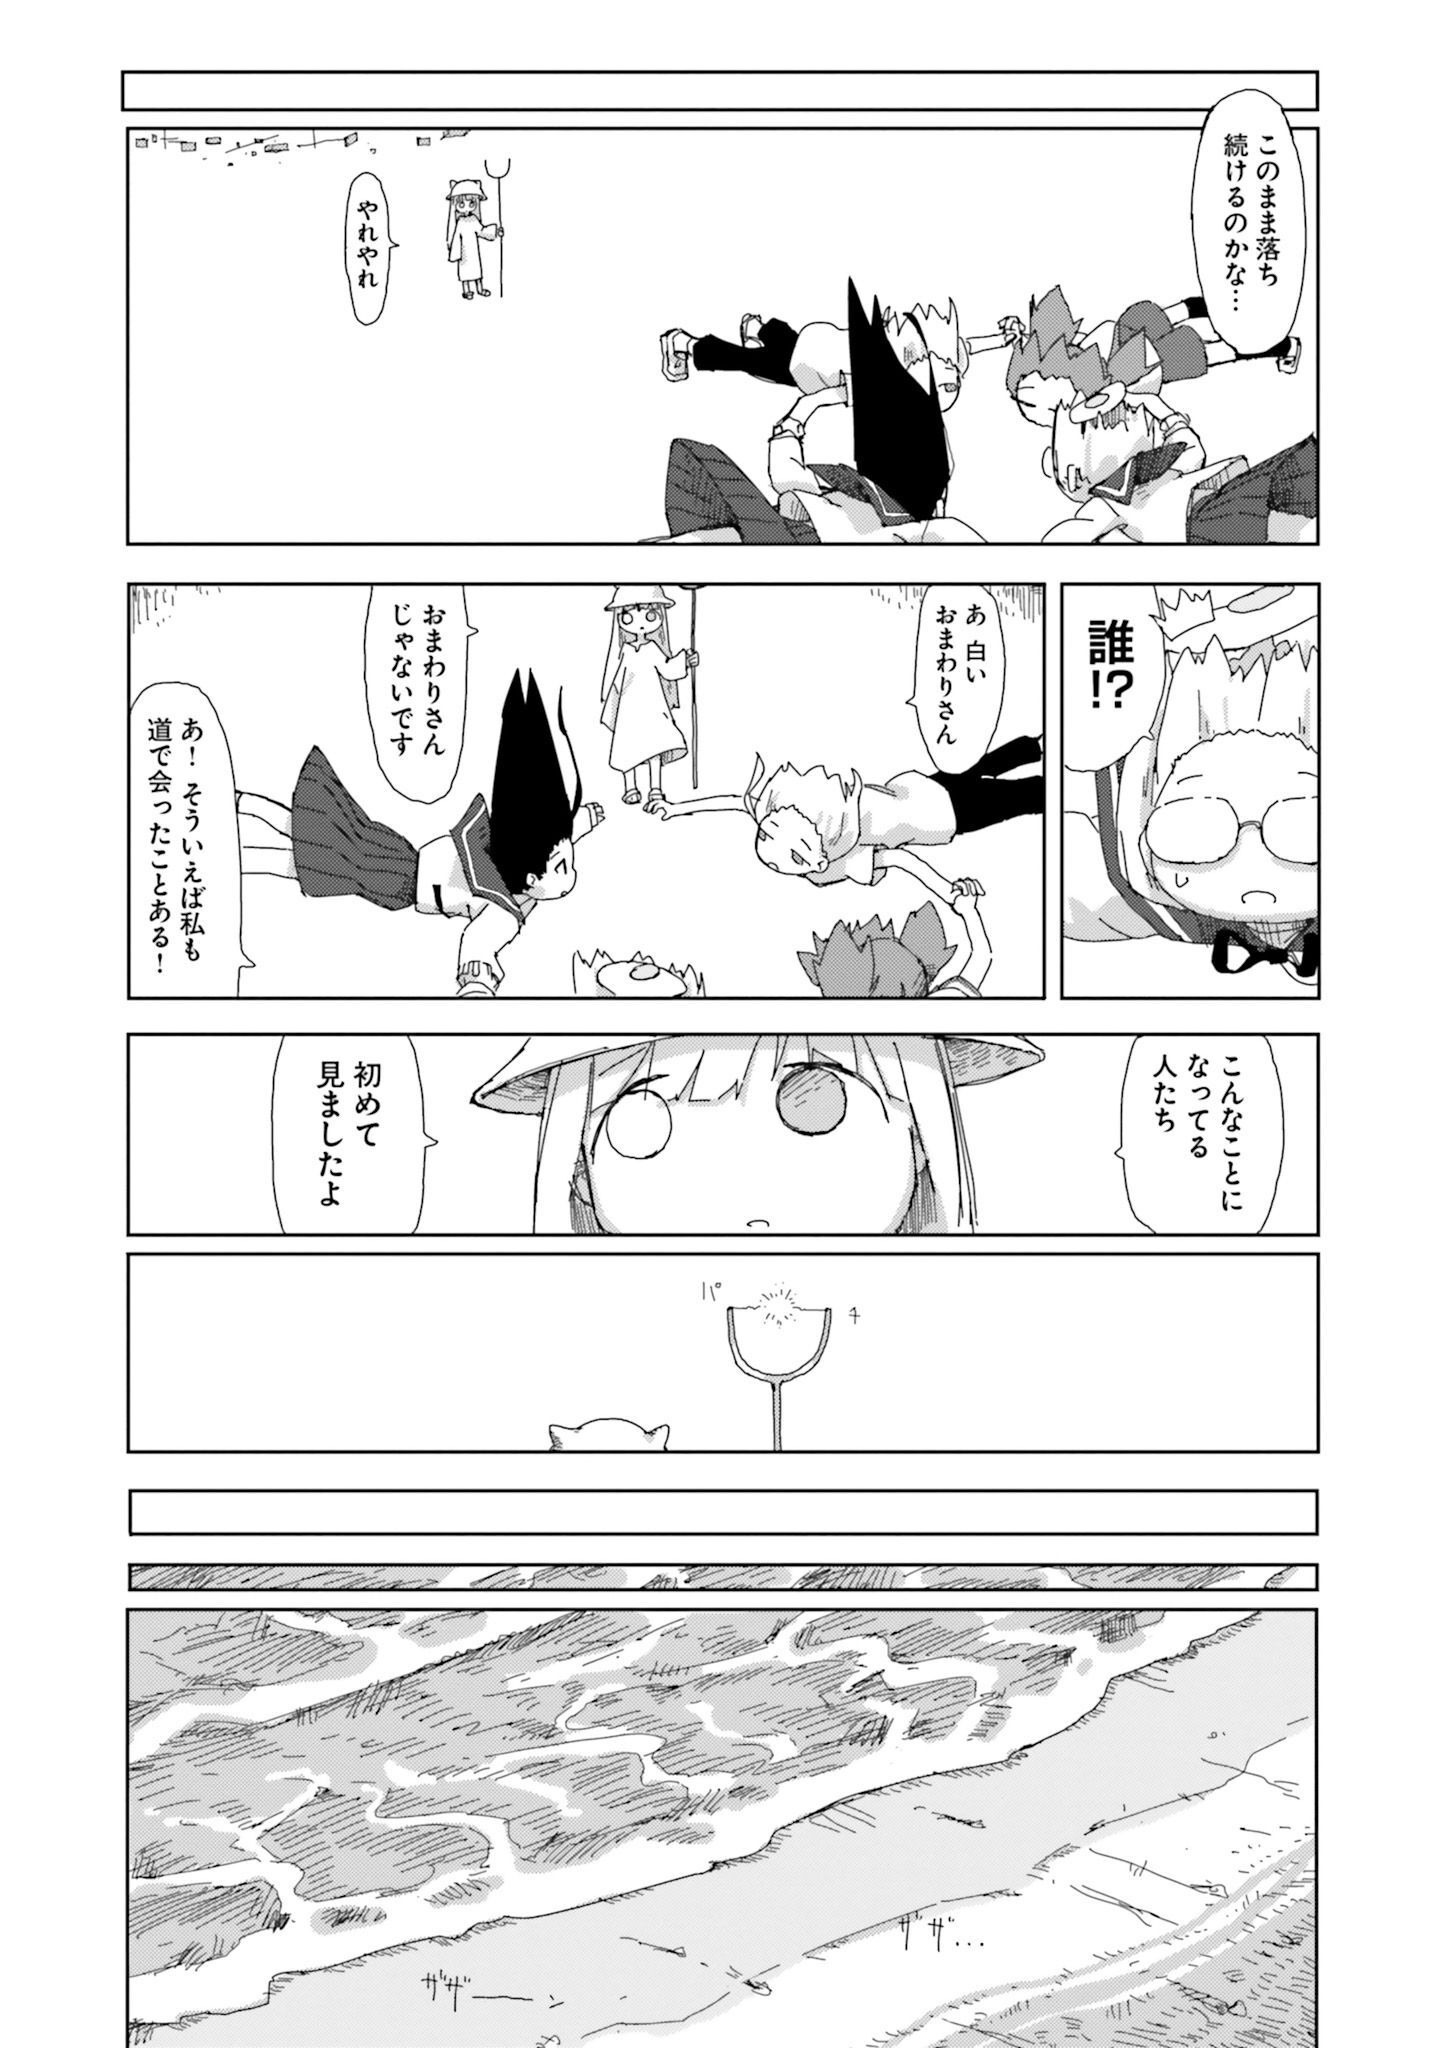 このまま落ち
続けるのかな…
やれやれ
誰!?
あ 白い
おまわりさん
おまわりさん
じゃないです
あ！そういえば私も
道で会ったことある！
こんなことに
なってる
人たち
初めて
見ましたよ
パ
チ
ザザ…
ザザ――